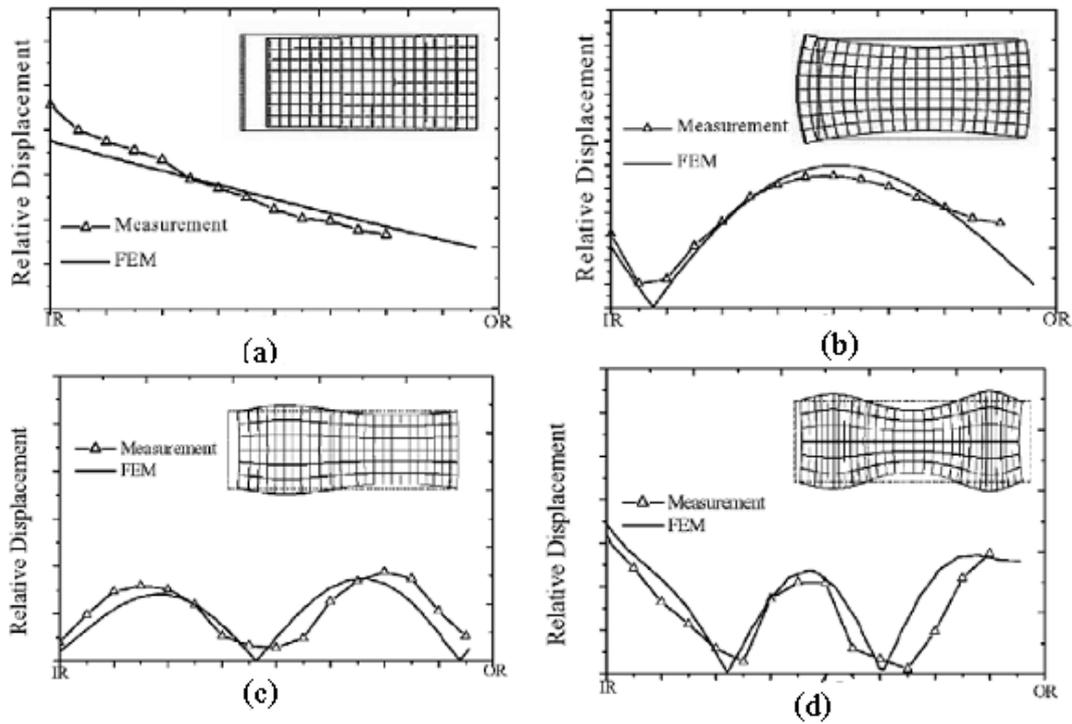 Relative Displacement
Measurement
FEM
IR
OR
(a)
Relative Displacement
Measurement
FEM
IR
OR
(b)
Relative Displacement
Measurement
FEM
IR
OR
(c)
Relative Displacement
Measurement
FEM
IR
OR
(d)